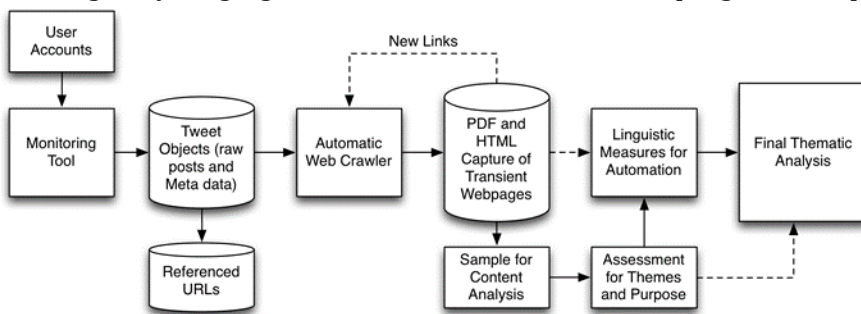 User
Accounts
New Links
Monitoring
Tool
Tweet
Objects (raw
posts and
Meta data)
Automatic
Web Crawler
PDF and
HTML
Capture of
Transient
Webpages
Linguistic
Measures for
Automation
Final Thematic
Analysis
Referenced
URLs
Sample for
Content
Analysis
Assessment
for Themes
and Purpose